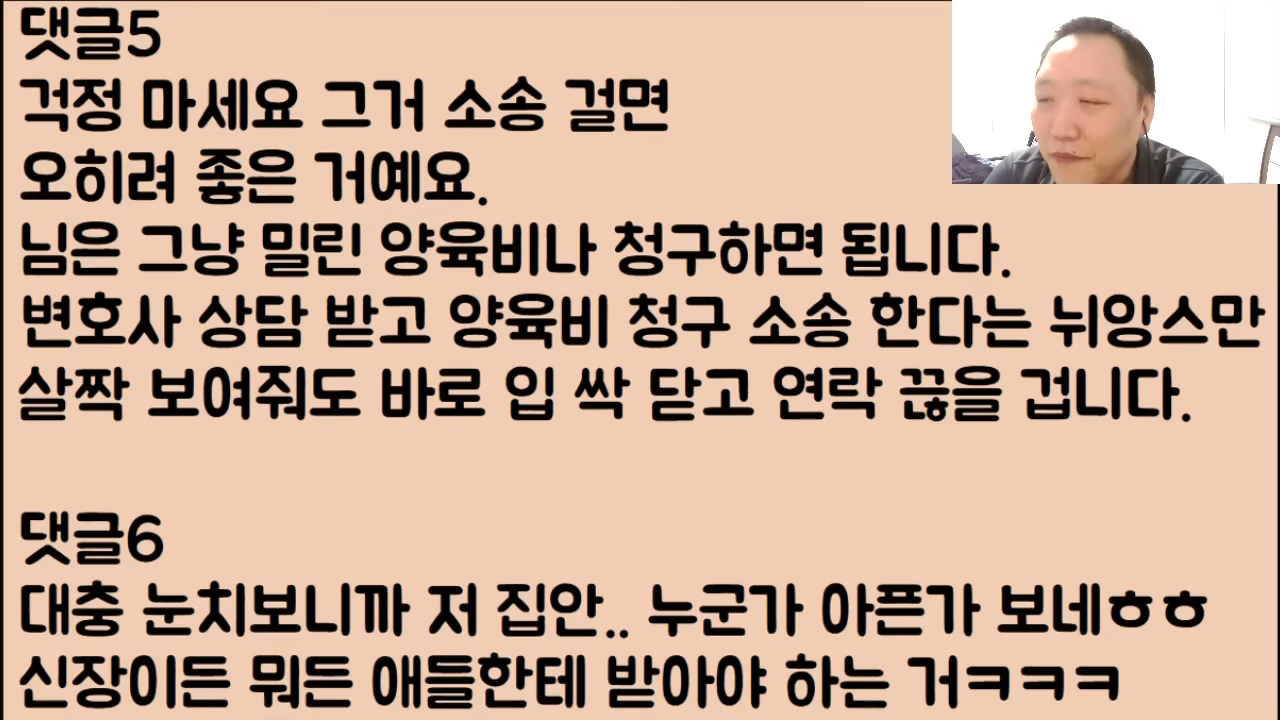 댓글5
걱정 마세요 그거 소송 걸면
오히려 좋은 거예요.
님은 그냥 밀린 양육비나 청구하면 됩니다.
변호사 상담 받고 양육비 청구 소송 한다는 뉘앙스만
살짝 보여줘도 바로 입 싹 닫고 연락 끊을 겁니다.
댓글6
대충 눈치보니까 저 집안.. 누군가 아픈가 보네ㅎㅎ
신장이든 뭐든 애들한테 받아야 하는 거ㅋㅋㅋ